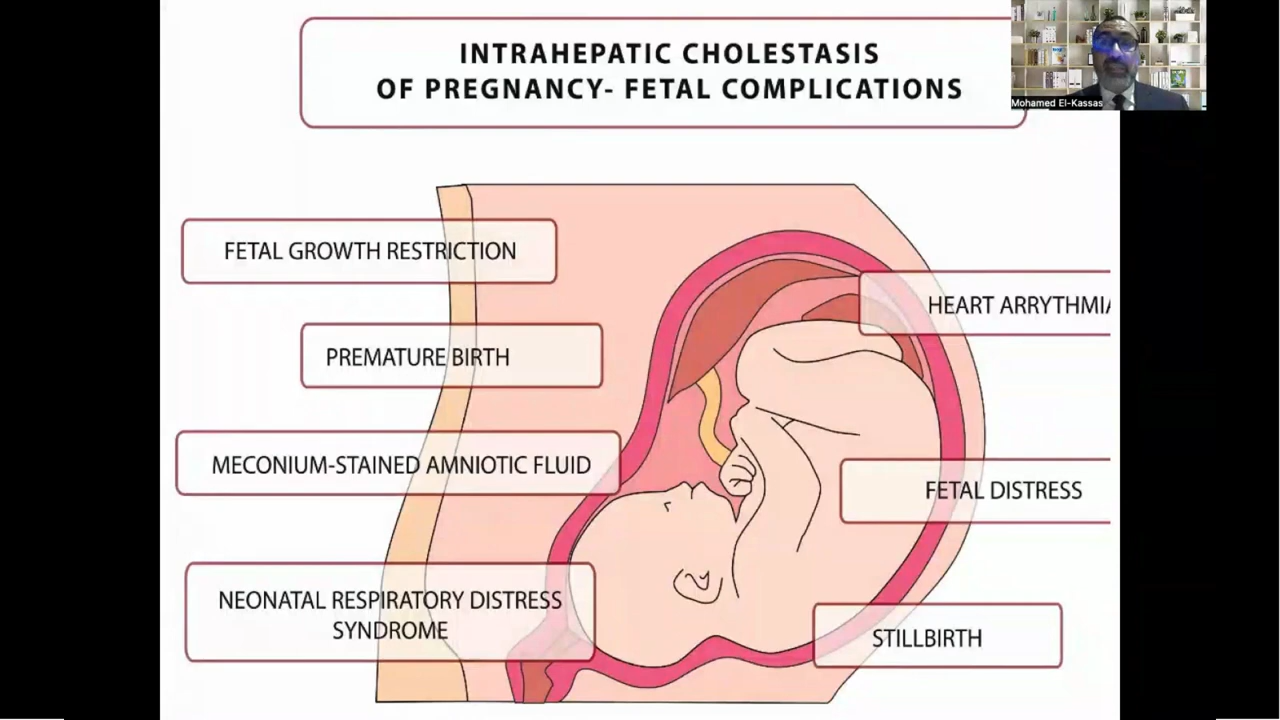 INTRAHEPATIC CHOLESTASIS
OF PREGNANCY- FETAL COMPLICATIONS
Mohamed El-Kassas
FETAL GROWTH RESTRICTION
HEART ARRYTHMIA
PREMATURE BIRTH
MECONIUM-STAINED AMNIOTIC FLUID
FETAL DISTRESS
NEONATAL RESPIRATORY DISTRESS
SYNDROME
STILLBIRTH